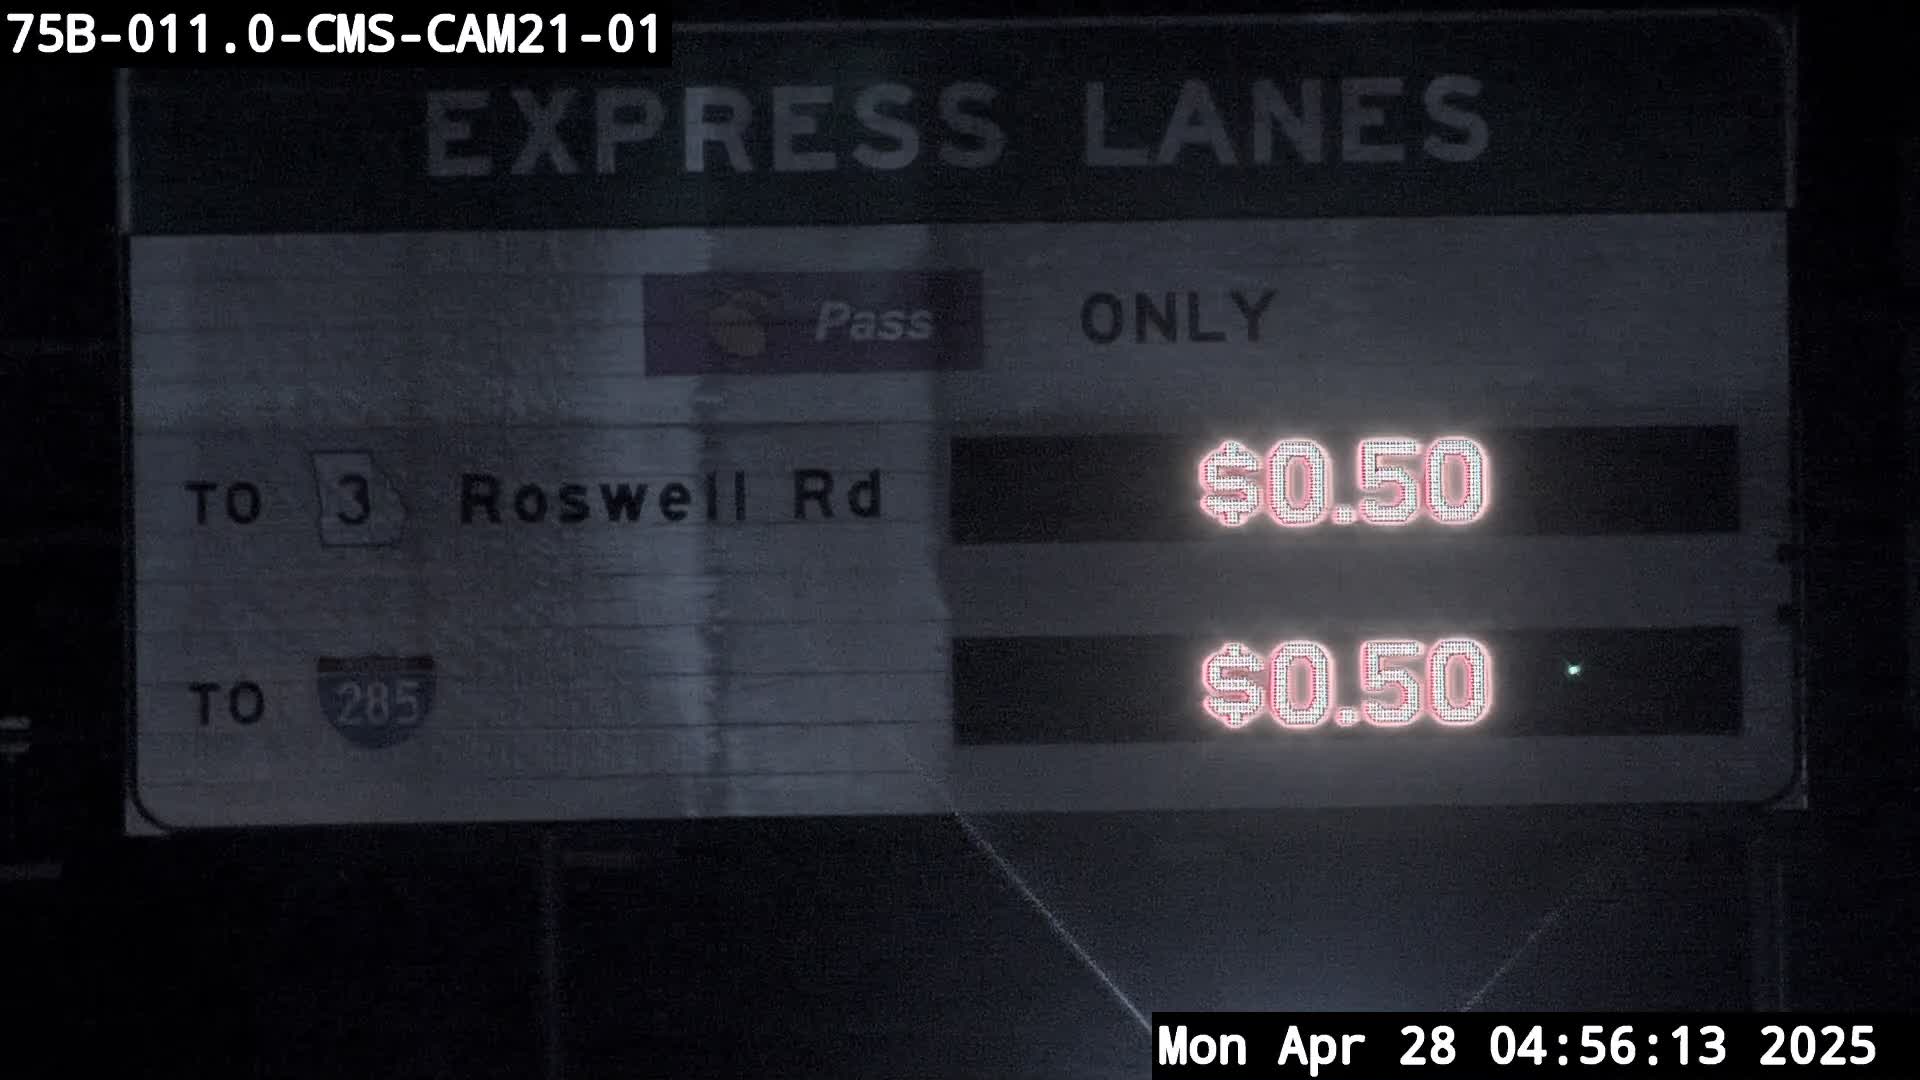 75B-011.0-CMS-CAM21-01
EXPRESS LANES
Pass ONLY
TO 3 Roswell Rd $0.50
TO 285 $0.50
Mon Apr 28 04:56:13 2025